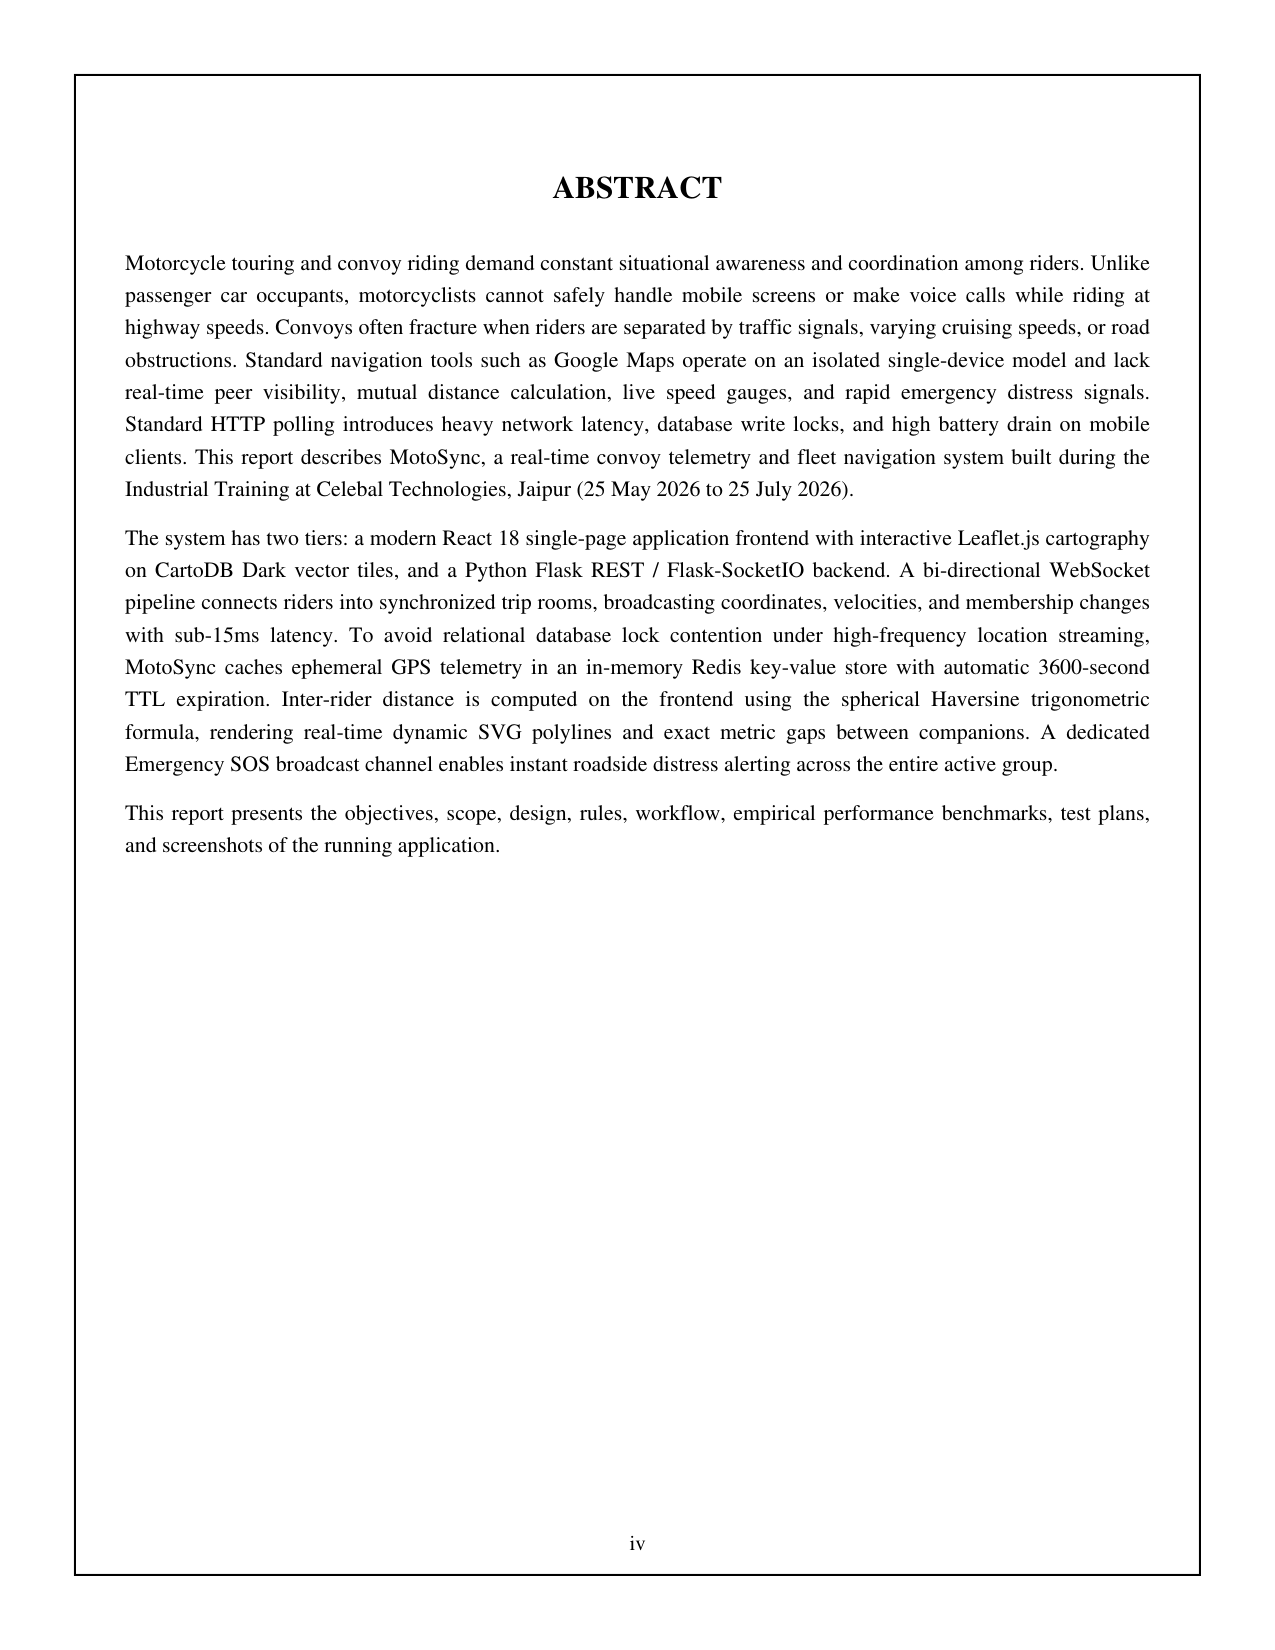 ABSTRACT
Motorcycle touring and convoy riding demand constant situational awareness and coordination among riders. Unlike
passenger car occupants, motorcyclists cannot safely handle mobile screens or make voice calls while riding at
highway speeds. Convoys often fracture when riders are separated by traffic signals, varying cruising speeds, or road
obstructions. Standard navigation tools such as Google Maps operate on an isolated single-device model and lack
real-time peer visibility, mutual distance calculation, live speed gauges, and rapid emergency distress signals.
Standard HTTP polling introduces heavy network latency, database write locks, and high battery drain on mobile
clients. This report describes MotoSync, a real-time convoy telemetry and fleet navigation system built during the
Industrial Training at Celebal Technologies, Jaipur (25 May 2026 to 25 July 2026).
The system has two tiers: a modern React 18 single-page application frontend with interactive Leaflet.js cartography
on CartoDB Dark vector tiles, and a Python Flask REST / Flask-SocketIO backend. A bi-directional WebSocket
pipeline connects riders into synchronized trip rooms, broadcasting coordinates, velocities, and membership changes
with sub-15ms latency. To avoid relational database lock contention under high-frequency location streaming,
MotoSync caches ephemeral GPS telemetry in an in-memory Redis key-value store with automatic 3600-second
TTL expiration. Inter-rider distance is computed on the frontend using the spherical Haversine trigonometric
formula, rendering real-time dynamic SVG polylines and exact metric gaps between companions. A dedicated
Emergency SOS broadcast channel enables instant roadside distress alerting across the entire active group.
This report presents the objectives, scope, design, rules, workflow, empirical performance benchmarks, test plans,
and screenshots of the running application.
iv